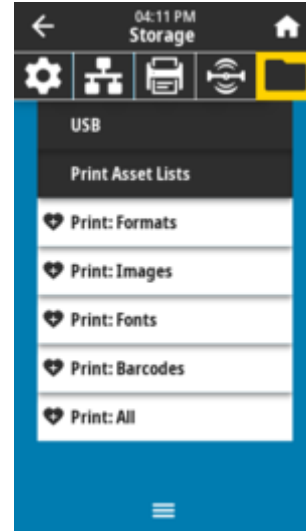 04:11 PM
Storage
USB
Print Asset Lists
Print: Formats
Print: Images
Print: Fonts
Print: Barcodes
Print: All